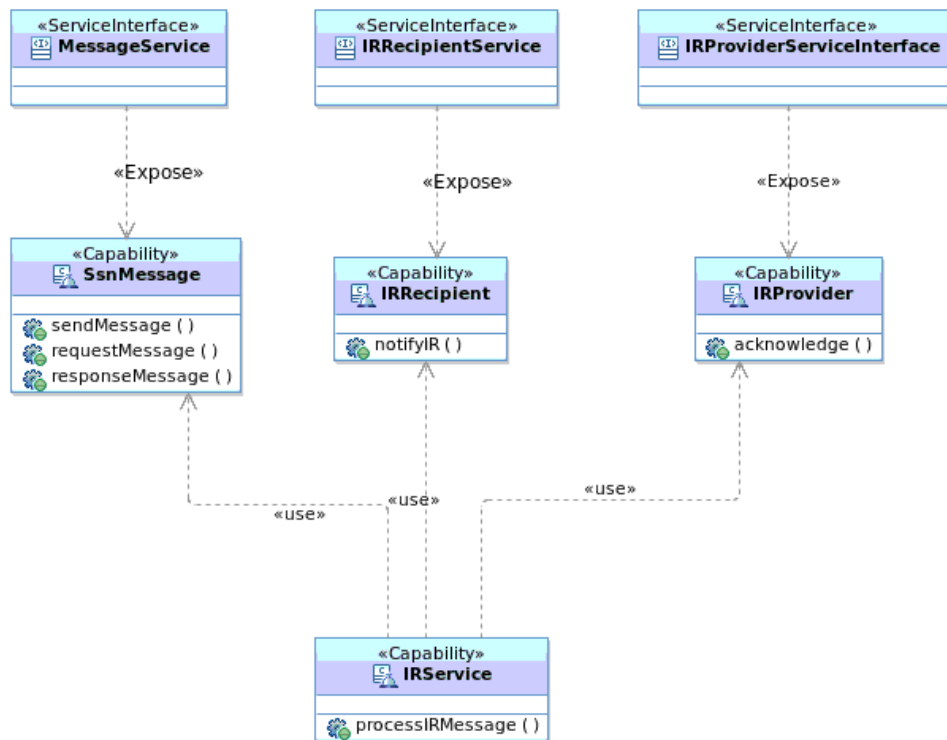 «ServiceInterface»
MessageService
«ServiceInterface»
IRRecipientService
«ServiceInterface»
IRProviderServiceInterface
«Expose»
«Expose»
«Expose»
«Capability»
SsnMessage
sendMessage ( )
requestMessage ( )
responseMessage ( )
«Capability»
IRRecipient
notifyIR ( )
«Capability»
IRProvider
acknowledge ( )
«use»
«use»
«use»
«Capability»
IRService
processIRMessage ( )